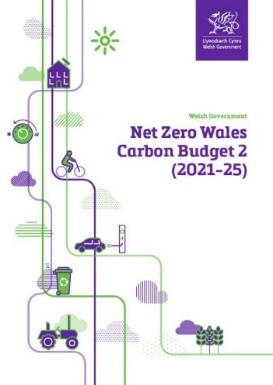 Llywodraeth Cymru
Welsh Government
Welsh Government
Net Zero Wales
Carbon Budget 2
(2021-25)